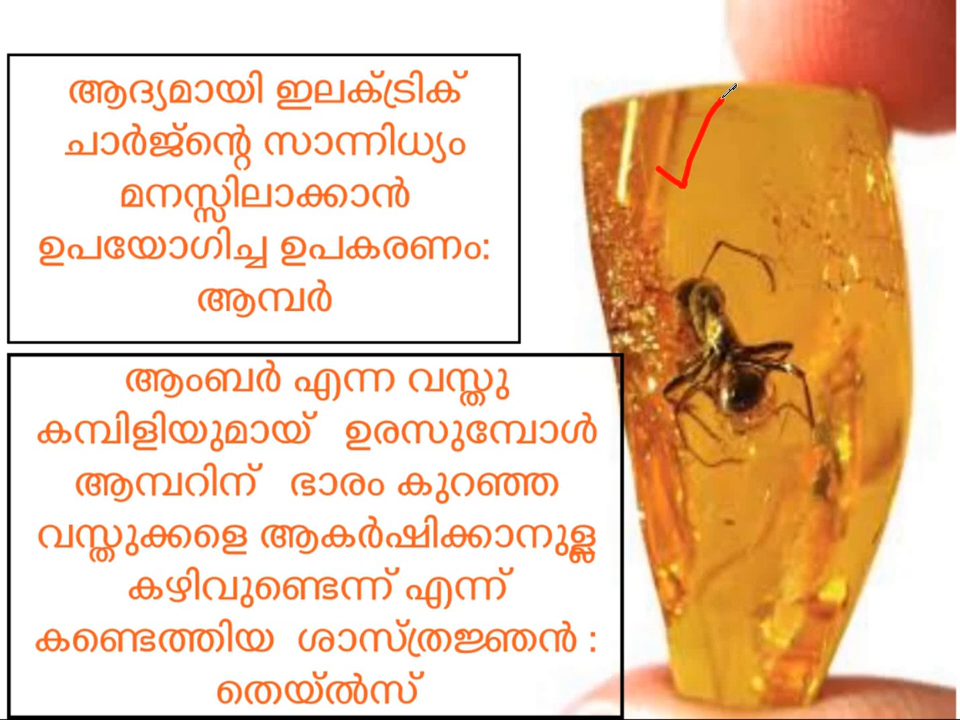 ആദ്യമായി ഇലക്ട്രിക്
ചാർജ്ന്റെ സാന്നിധ്യം
മനസ്സിലാക്കാൻ
ഉപയോഗിച്ച ഉപകരണം:
ആമ്പർ
ആംബർ എന്ന വസ്തു
കമ്പിളിയുമായ് ഉരസുമ്പോൾ
ആമ്പറിന് ഭാരം കുറഞ്ഞ
വസ്തുക്കളെ ആകർഷിക്കാനുള്ള
കഴിവുണ്ടെന്ന് എന്ന്
കണ്ടെത്തിയ ശാസ്ത്രജ്ഞൻ :
തെയ്ൽസ്